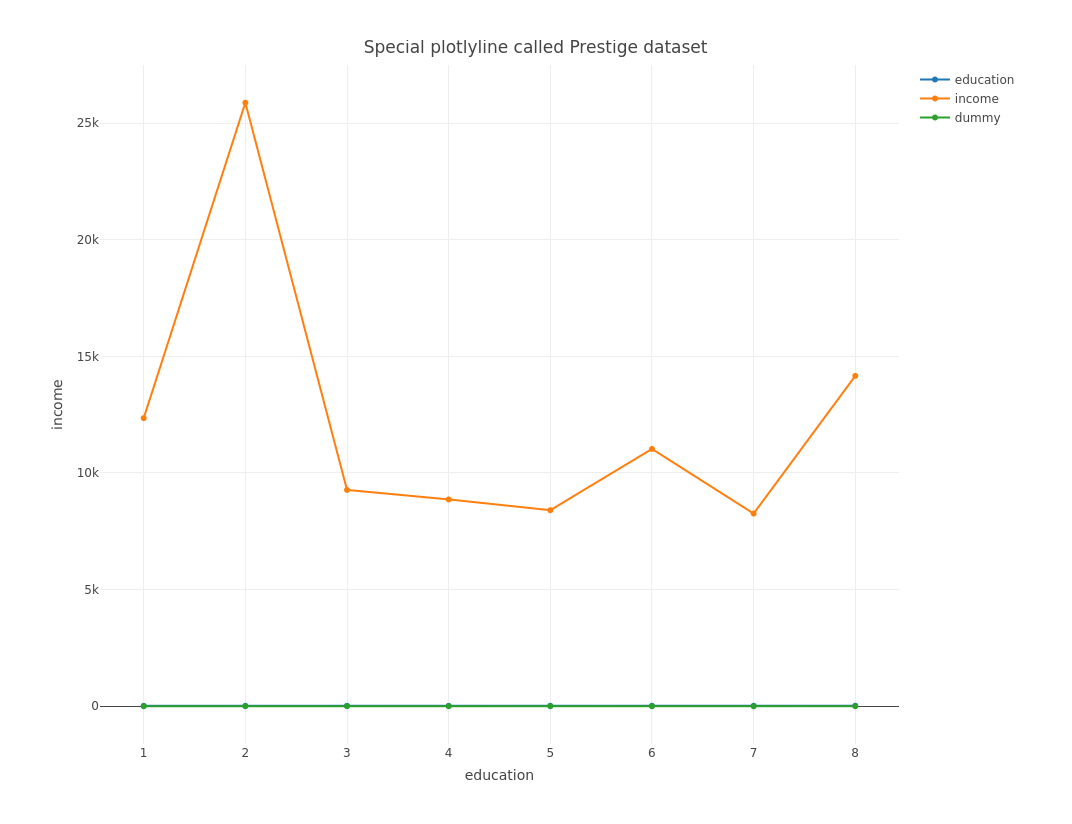 Special plotlyline called Prestige dataset
education
income
dummy
25k
20k
15k
10k
5k
0
income
1 2 3 4 5 6 7 8
education